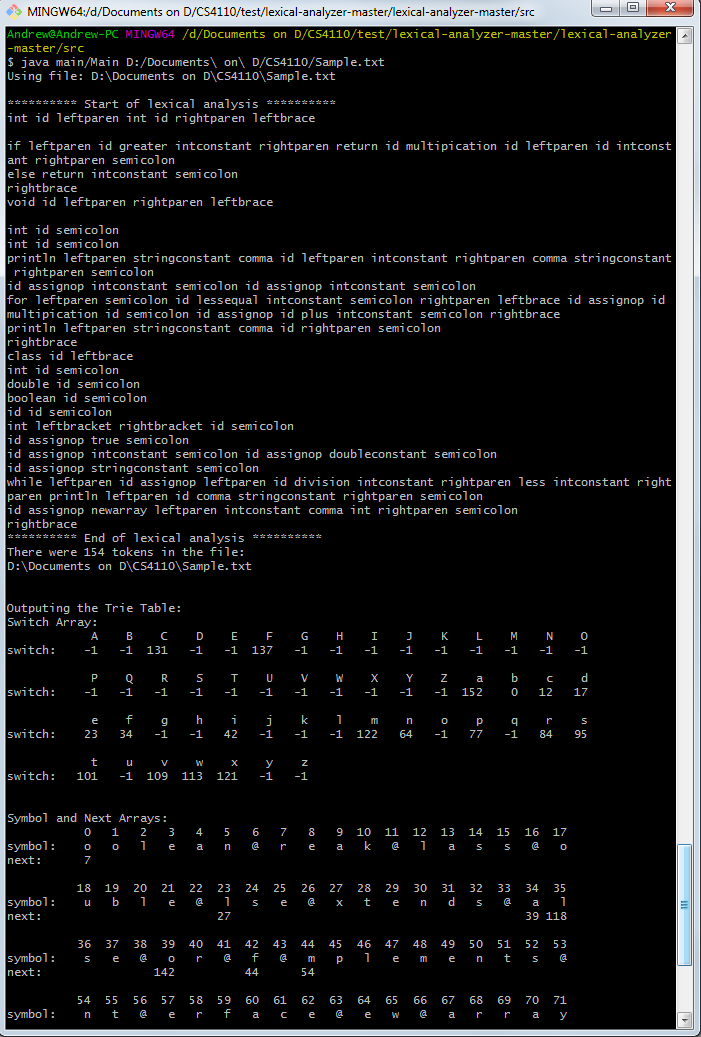 MINGW64:/d/Documents on D/CS4110/test/lexical-analyzer-master/lexical-analyzer-master/src
Andrew@Andrew-PC MINGW64 /d/Documents on D/CS4110/test/lexical-analyzer-master/lexical-analyzer
-master/src
$ java main/Main D:/Documents\ on\ D/CS4110/Sample.txt
Using file: D:\Documents on D\CS4110\Sample.txt
********** Start of lexical analysis **********
int id leftparen int id rightparen leftbrace
if leftparen id greater intconstant rightparen return id multipication id leftparen id intconst
ant rightparen semicolon
else return intconstant semicolon
rightbrace
void id leftparen rightparen leftbrace
int id semicolon
int id semicolon
println leftparen stringconstant comma id leftparen intconstant rightparen comma stringconstant
rightparen semicolon
id assignop intconstant semicolon id assignop intconstant semicolon
for leftparen semicolon id lessequal intconstant semicolon rightparen leftbrace id assignop id
multipication id semicolon id assignop id plus intconstant semicolon rightbrace
println leftparen stringconstant comma id rightparen semicolon
rightbrace
class id leftbrace
int id semicolon
double id semicolon
boolean id semicolon
id id semicolon
int leftbracket rightbracket id semicolon
id assignop true semicolon
id assignop intconstant semicolon id assignop doubleconstant semicolon
id assignop stringconstant semicolon
while leftparen id assignop leftparen id division intconstant rightparen less intconstant right
paren println leftparen id comma stringconstant rightparen semicolon
id assignop newarray leftparen intconstant comma int rightparen semicolon
rightbrace
********** End of lexical analysis **********
There were 154 tokens in the file:
D:\Documents on D\CS4110\Sample.txt
Outputing the Trie Table:
Switch Array:
A B C D E F G H I J K L M N O
switch: -1 -1 131 -1 -1 137 -1 -1 -1 -1 -1 -1 -1 -1 -1
P Q R S T U V W X Y Z a b c d
switch: -1 -1 -1 -1 -1 -1 -1 -1 -1 -1 -1 152 0 12 17
e f g h i j k l m n o p q r s
switch: 23 34 -1 -1 42 -1 -1 -1 122 64 -1 77 -1 84 95
t u v w x y z
switch: 101 -1 109 113 121 -1 -1
Symbol and Next Arrays:
0 1 2 3 4 5 6 7 8 9 10 11 12 13 14 15 16 17
symbol: o o l e a n @ r e a k @ l a s s @ o
next: 7
18 19 20 21 22 23 24 25 26 27 28 29 30 31 32 33 34 35
symbol: u b l e @ l s e @ x t e n d s @ a l
next: 27 39 118
36 37 38 39 40 41 42 43 44 45 46 47 48 49 50 51 52 53
symbol: s e @ o r @ f @ m p l e m e n t s @
next: 142 44 54
54 55 56 57 58 59 60 61 62 63 64 65 66 67 68 69 70 71
symbol: n t @ e r f a c e @ e w @ a r r a y